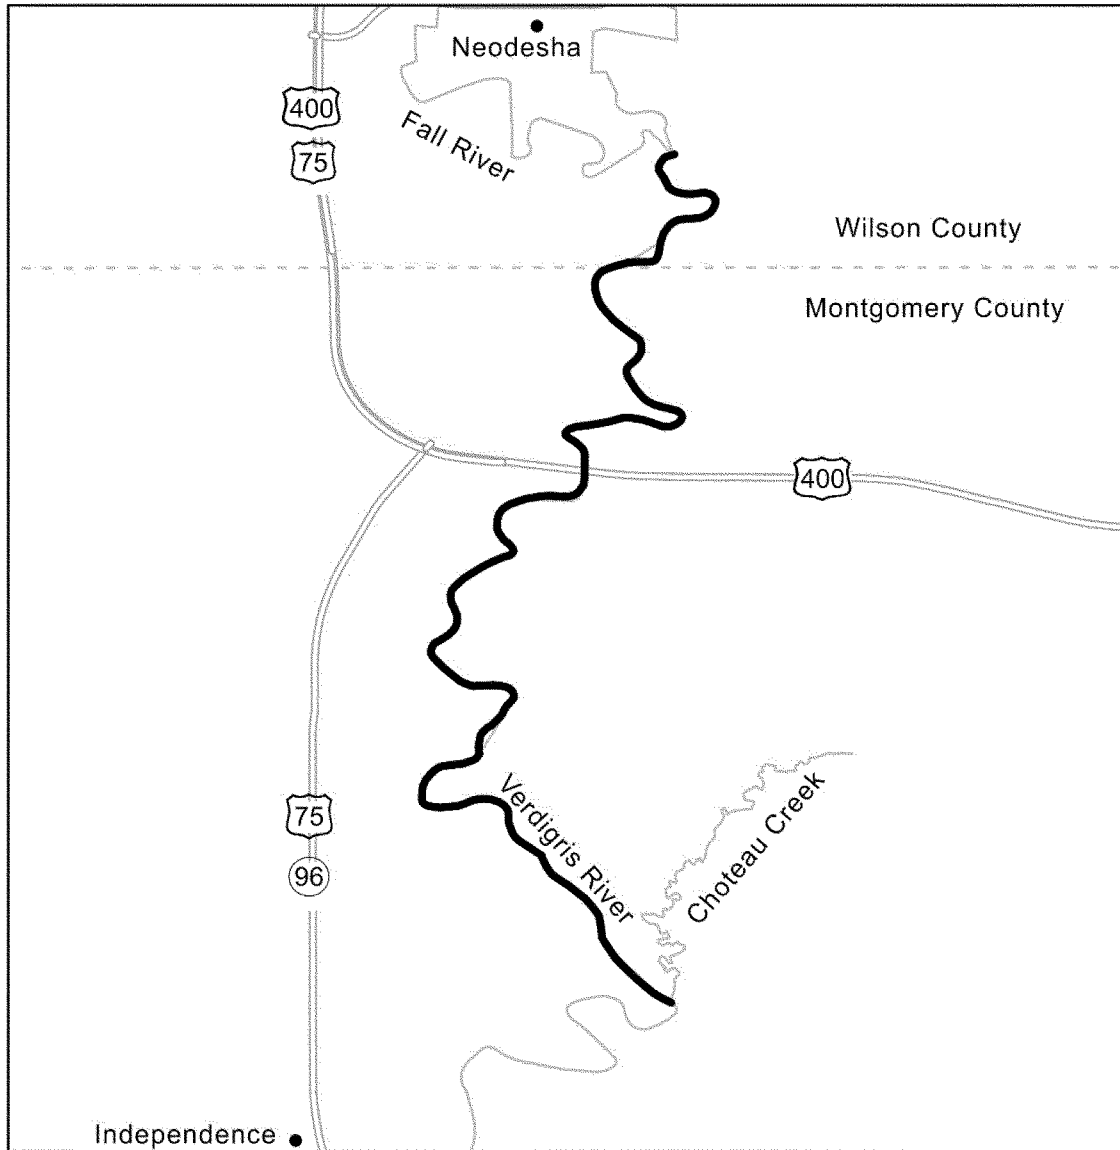 Neodesha
400
Fall River
75
Wilson County
Montgomery County
400
Verdigris River
Choteau Creek
75
96
Independence